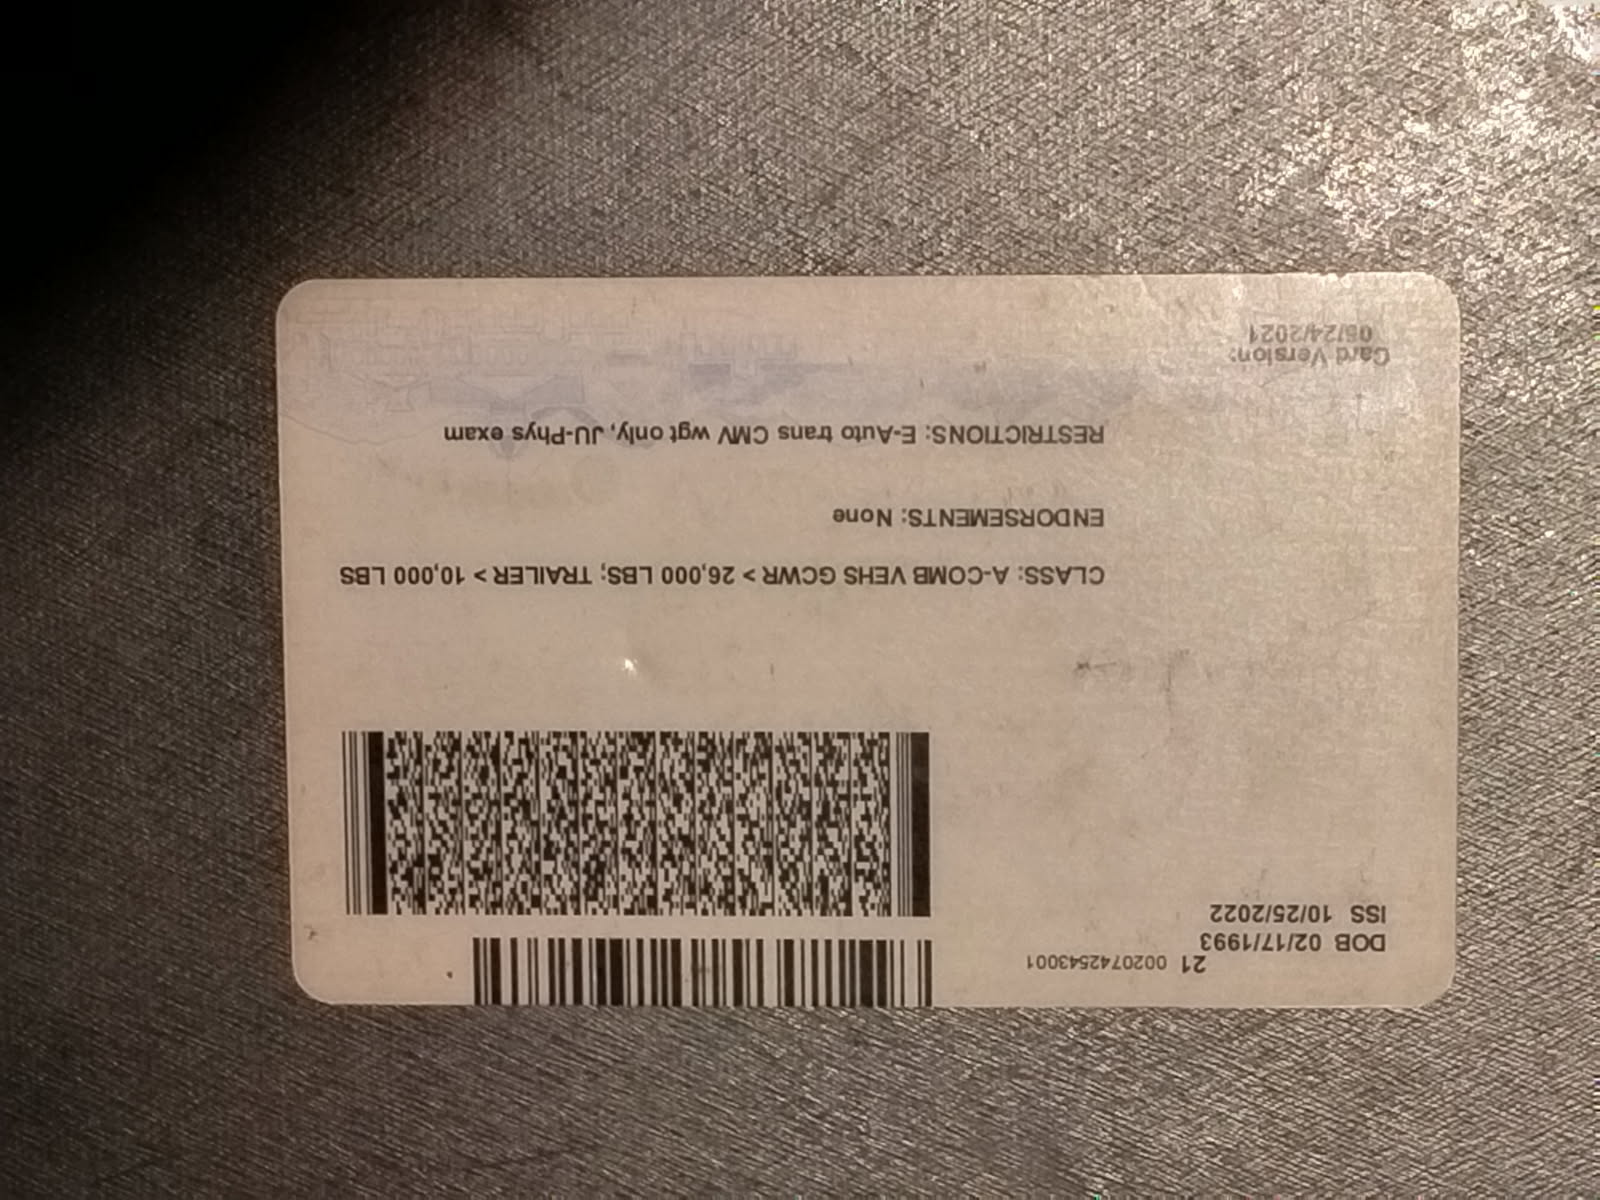 21 0020742543001
DOB 02/17/1993
ISS 10/25/2022
CLASS: A-COMB VEHS GCWR > 26,000 LBS; TRAILER > 10,000 LBS
ENDORSEMENTS: None
RESTRICTIONS: E-Auto trans CMV wgt only, JU-Phys exam
Card Version:
05/24/2021